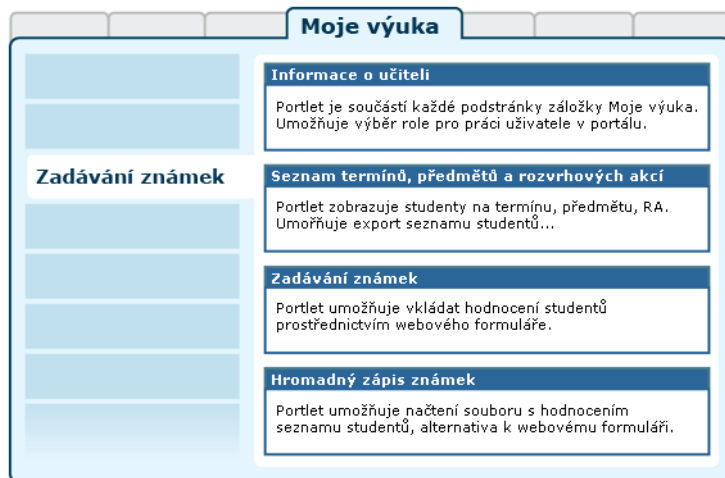 Moje výuka
Zadávání známek
Informace o učiteli
Portlet je součástí každé podstránky záložky Moje výuka.
Umožňuje výběr role pro práci uživatele v portálu.
Seznam termínů, předmětů a rozvrhových akcí
Portlet zobrazuje studenty na termínu, předmětu, RA.
Umořňuje export seznamu studentů...
Zadávání známek
Portlet umožňuje vkládat hodnocení studentů
prostřednictvím webového formuláře.
Hromadný zápis známek
Portlet umožňuje načtení souboru s hodnocením
seznamu studentů, alternativa k webovému formuláři.